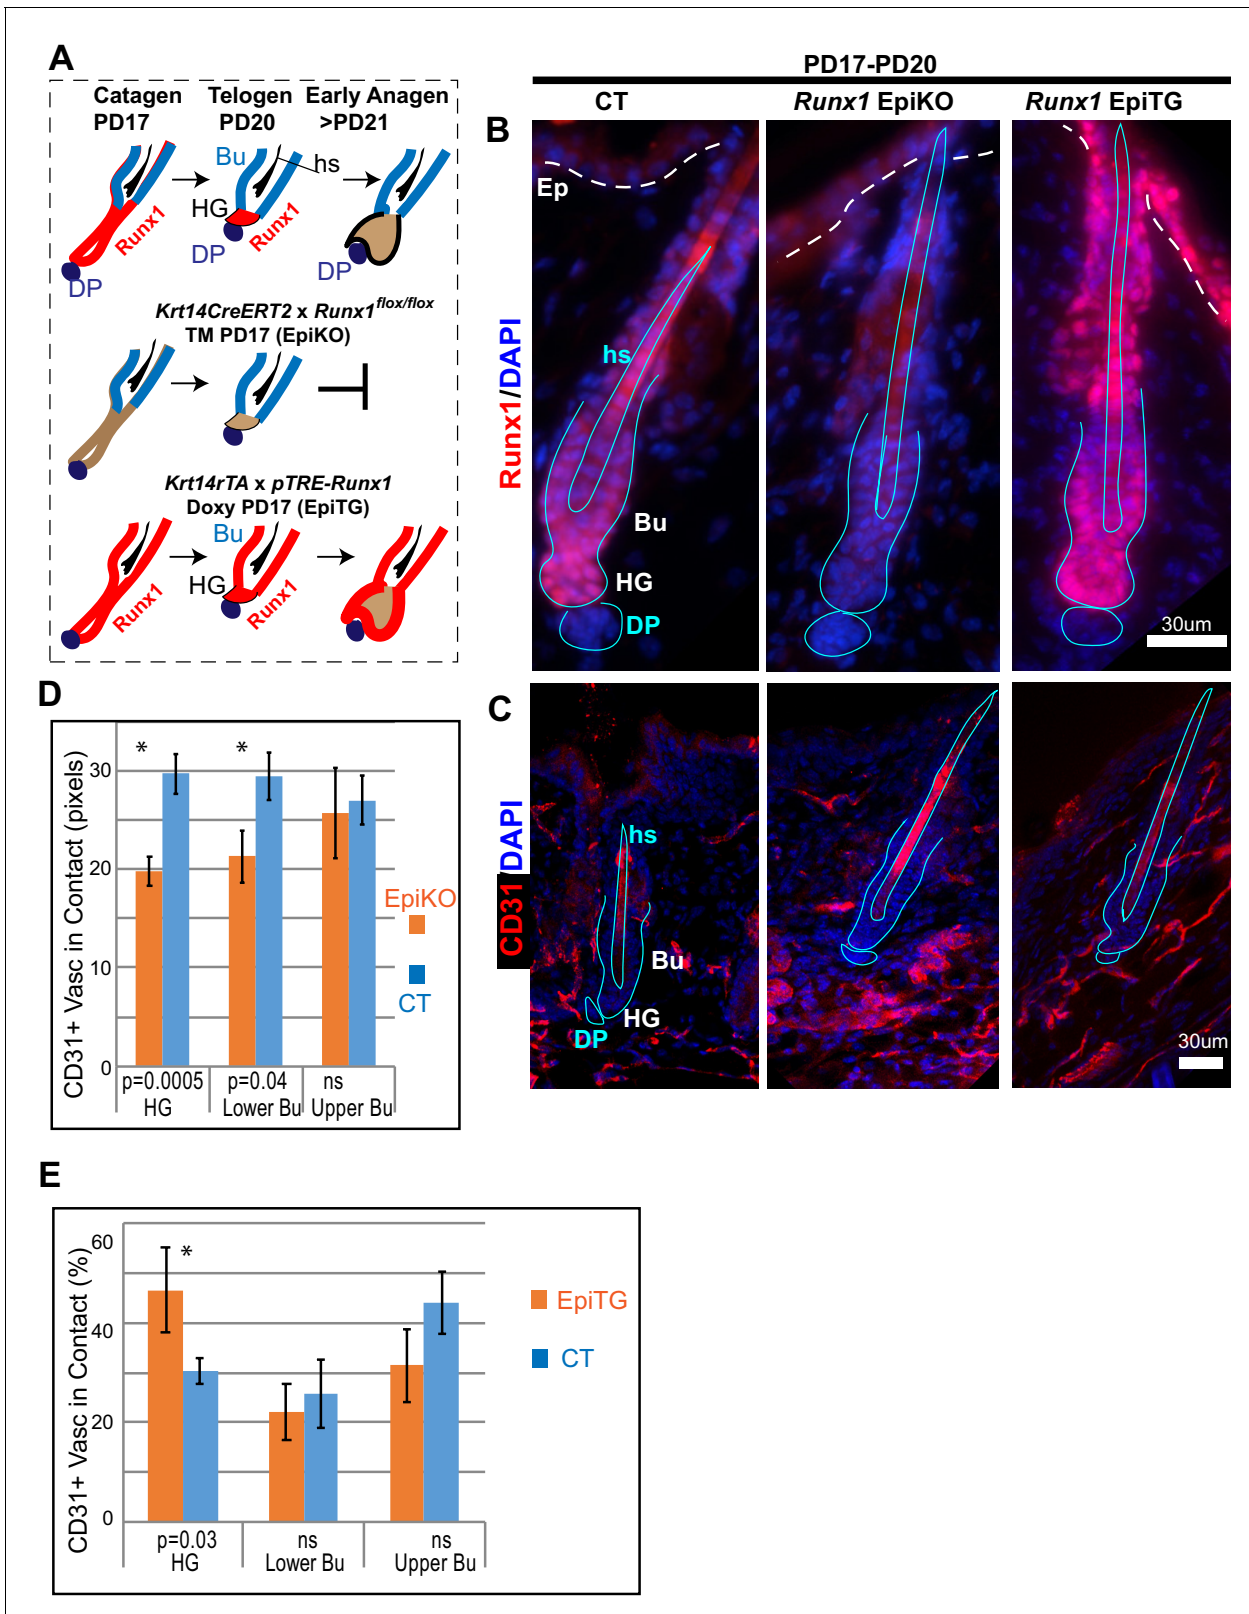 A
Catagen
PD17
Telogen
PD20
Early Anagen
>PD21
Bu
hs
HG
Runx1
Runx1
DP
DP
DP
Krt14CreERT2 x Runx1flox/flox
TM PD17 (EpiKO)
Krt14rTA x pTRE-Runx1
Doxy PD17 (EpiTG)
Bu
HG
Runx1
Runx1
PD17-PD20
CT
Runx1 EpiKO
Runx1 EpiTG
B
Runx1/DAPI
Ep
hs
Bu
HG
DP
30um
C
CD31/DAPI
hs
Bu
HG
DP
30um
D
CD31+ Vasc in Contact (pixels)
30
20
10
0
*
*
EpiKO
CT
p=0.0005
HG
p=0.04
Lower Bu
ns
Upper Bu
E
CD31+ Vasc in Contact (%)
60
40
20
0
*
EpiTG
CT
p=0.03
HG
ns
Lower Bu
ns
Upper Bu